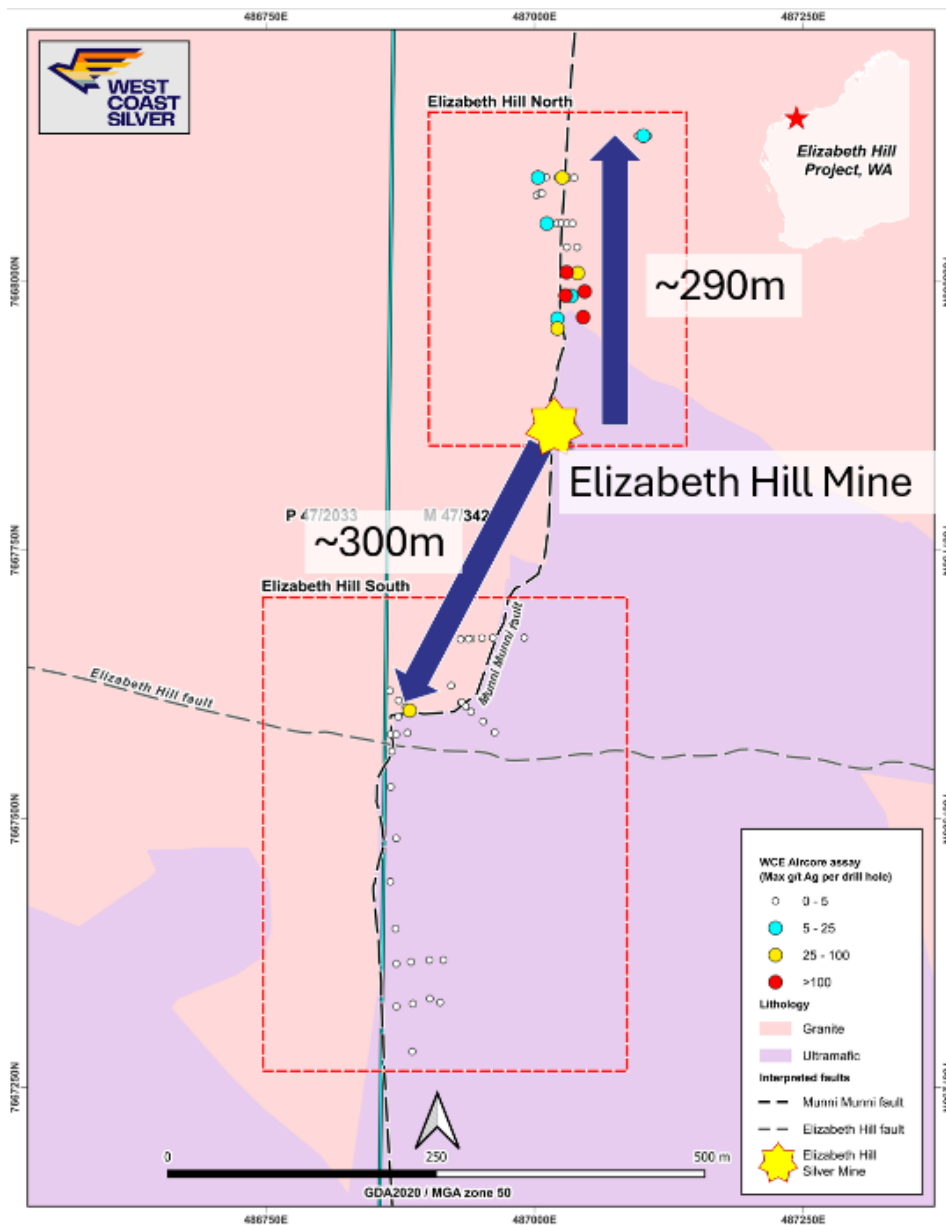 486750E
487000E
487250E
WEST
COAST
SILVER
Elizabeth Hill North
Elizabeth Hill
Project, WA
7668000N
~290m
Elizabeth Hill Mine
P 47/2033
M 47/342
~300m
7667750N
Elizabeth Hill South
Munni Munni fault
Elizabeth Hill fault
7667500N
WCE Aircore assay
(Max g/t Ag per drill hole)
0 - 5
5 - 25
25 - 100
>100
Lithology
Granite
Ultramafic
Interpreted faults
Munni Munni fault
Elizabeth Hill fault
Elizabeth Hill
Silver Mine
7667250N
0
250
500 m
GDA2020 / MGA zone 50
486750E
487000E
487250E